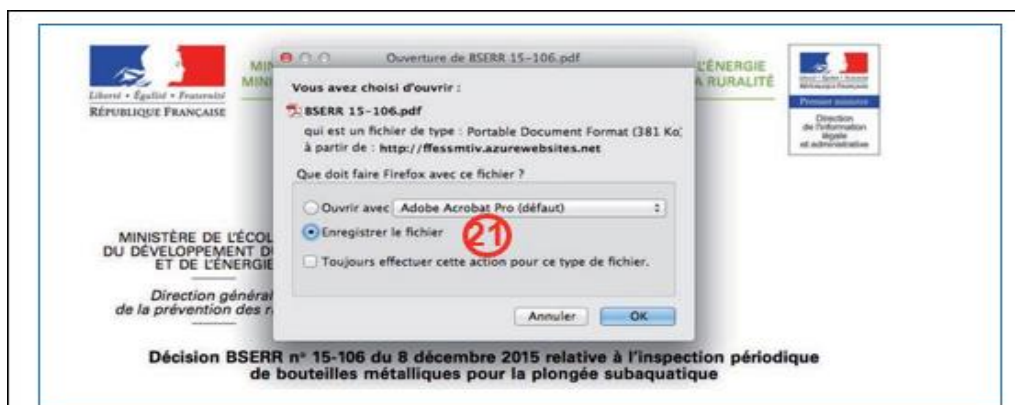 Ouverture de BSERR 15-106.pdf
Vous avez choisi d'ouvrir :
BSERR 15-106.pdf
qui est un fichier de type : Portable Document Format (381 Ko)
à partir de : http://ffessmtiv.azurewebsites.net
Que doit faire Firefox avec ce fichier ?
Ouvrir avec Adobe Acrobat Pro (défaut)
Enregistrer le fichier 21
Toujours effectuer cette action pour ce type de fichier.
Annuler OK
Liberté • Égalité • Fraternité
RÉPUBLIQUE FRANÇAISE
MIN
MINI
L'ÉNERGIE
A RURALITÉ
Premier ministre
Direction
de l'information
légale
et administrative
MINISTÈRE DE L'ÉCOL
DU DÉVELOPPEMENT D
ET DE L'ÉNERGIE
Direction général
de la prévention des r
Décision BSERR n° 15-106 du 8 décembre 2015 relative à l'inspection périodique
de bouteilles métalliques pour la plongée subaquatique